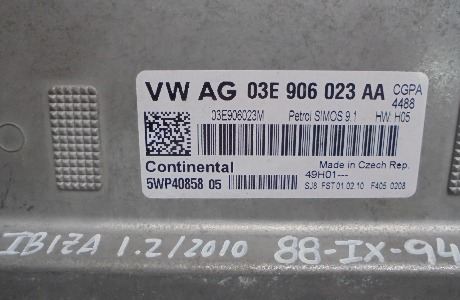 VW AG 03E 906 023 AA CGPA
4488
03E906023M Petrol SIMOS 9.1 HW H05
Continental Made in Czech Rep.
5WP40858 05 49H01---
SJ8 FST 01 02 10 F405 0208
IBIZA 1.2/2010 88-IX-94